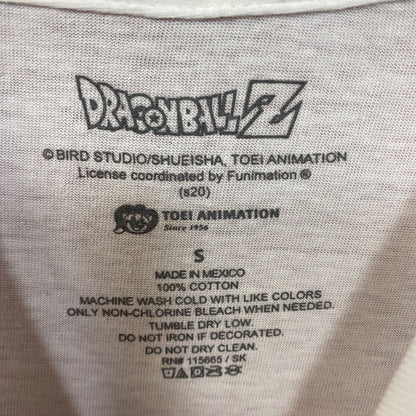 DRAGONBALL Z
© BIRD STUDIO/SHUEISHA, TOEI ANIMATION
License coordinated by Funimation ®
(s20)
TOEI ANIMATION
Since 1956
S
MADE IN MEXICO
100% COTTON
MACHINE WASH COLD WITH LIKE COLORS
ONLY NON-CHLORINE BLEACH WHEN NEEDED.
TUMBLE DRY LOW.
DO NOT IRON IF DECORATED.
DO NOT DRY CLEAN.
RN# 115665 / SK